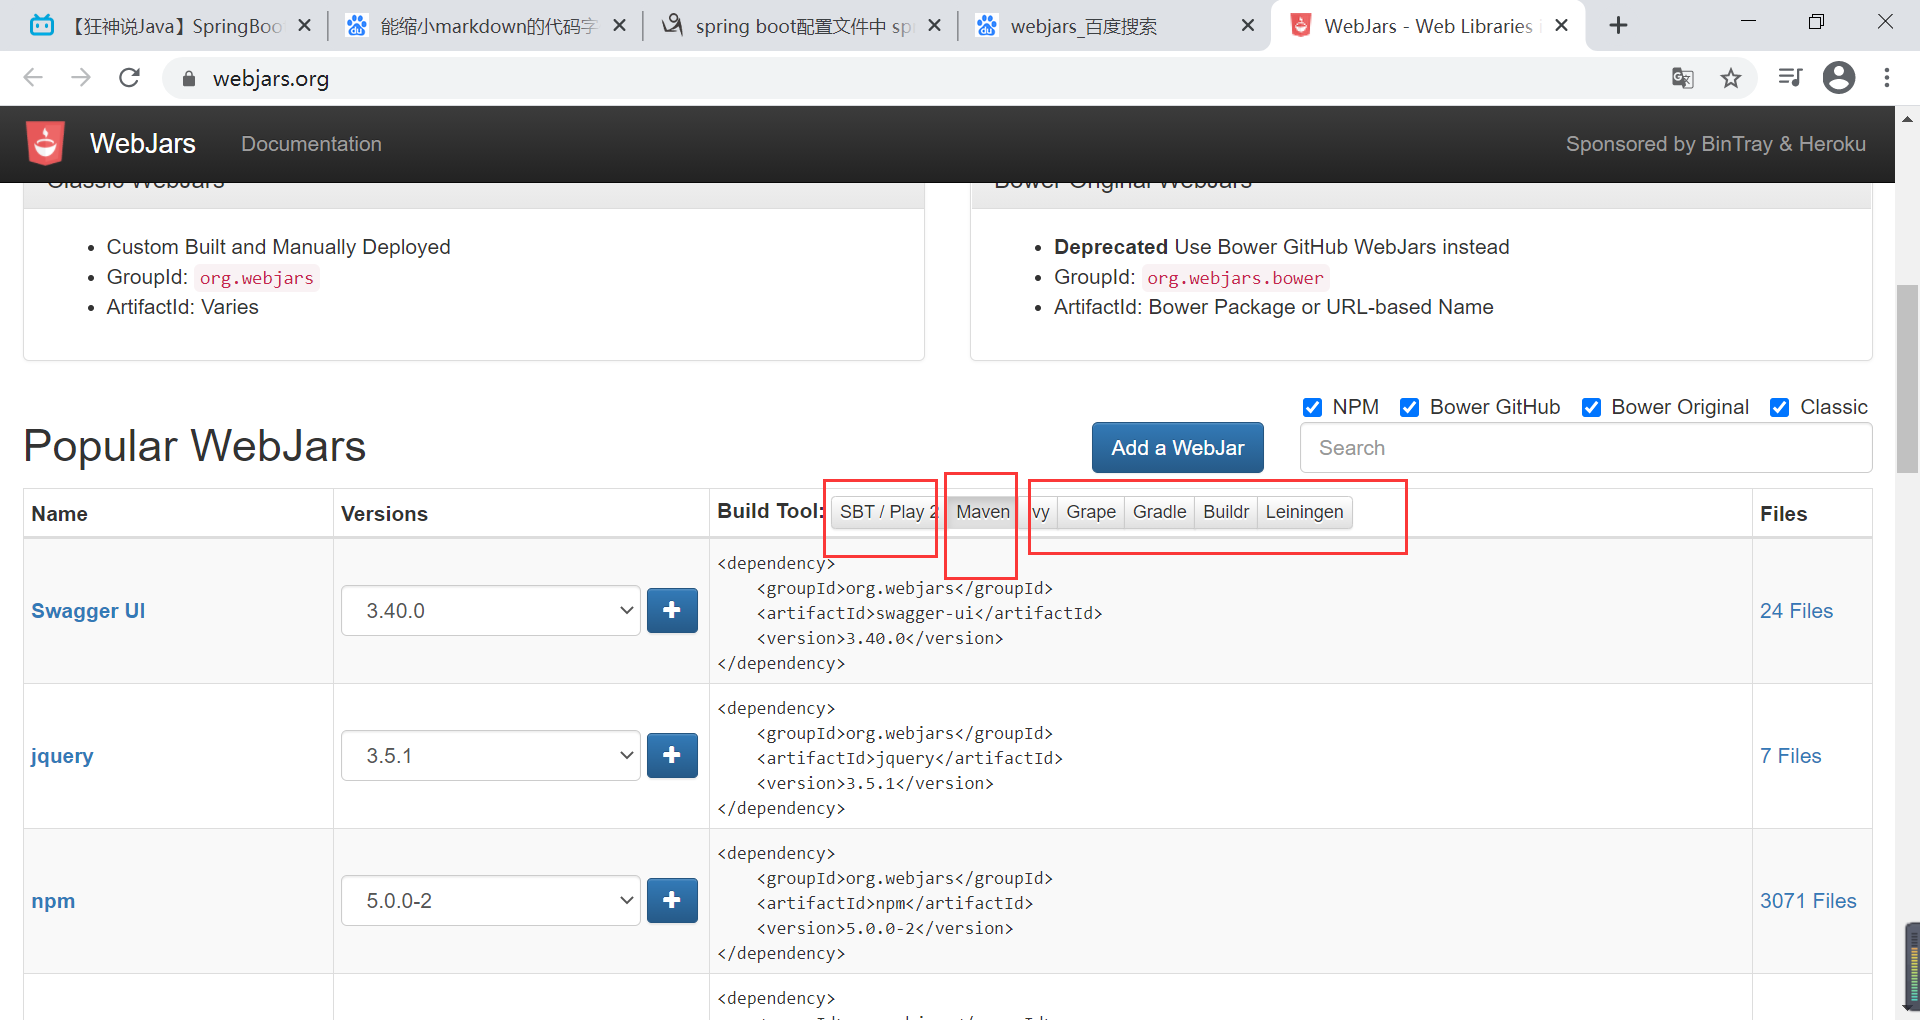 【狂神说Java】SpringBoo
能缩小markdown的代码字
spring boot配置文件中 sp
webjars_百度搜索
WebJars - Web Libraries i
webjars.org
WebJars
Documentation
Sponsored by BinTray & Heroku
Classic WebJars
Bower Original WebJars
• Custom Built and Manually Deployed
• GroupId: org.webjars
• ArtifactId: Varies
• Deprecated Use Bower GitHub WebJars instead
• GroupId: org.webjars.bower
• ArtifactId: Bower Package or URL-based Name
NPM Bower GitHub Bower Original Classic
Popular WebJars
Add a WebJar
Search
Name Versions Build Tool: SBT / Play 2 Maven vy Grape Gradle Buildr Leiningen Files
Swagger UI
3.40.0
<dependency>
<groupId>org.webjars</groupId>
<artifactId>swagger-ui</artifactId>
<version>3.40.0</version>
</dependency>
24 Files
jquery
3.5.1
<dependency>
<groupId>org.webjars</groupId>
<artifactId>jquery</artifactId>
<version>3.5.1</version>
</dependency>
7 Files
npm
5.0.0-2
<dependency>
<groupId>org.webjars</groupId>
<artifactId>npm</artifactId>
<version>5.0.0-2</version>
</dependency>
3071 Files
<dependency>